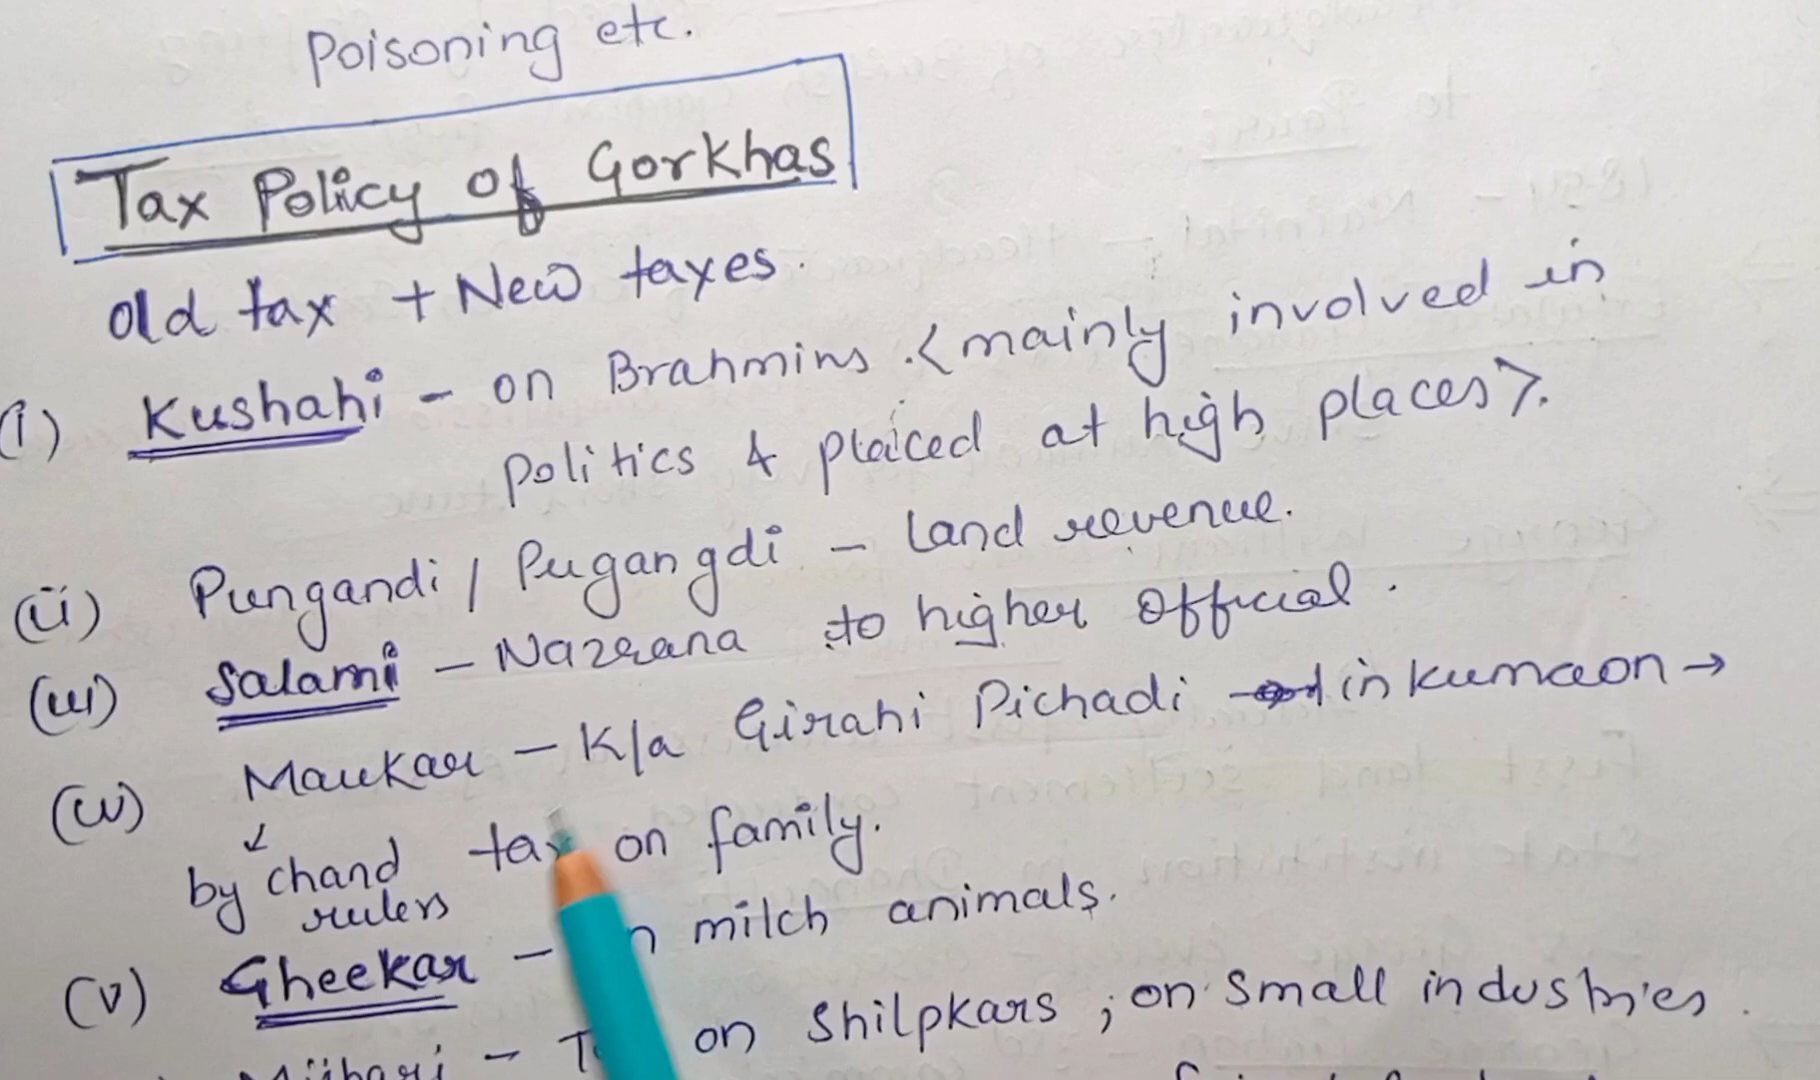 Poisoning etc.
Tax Policy of Gorkhas
old tax + New taxes.
(i) Kushahi - on Brahmins. <mainly involved in
politics & placed at high places>.
(ii) Pungandi / Pugangdi - Land revenue.
(iii) Salami - Nazrana to higher official.
(iv) Maukar - K/a Girahi Pichadi in kumaon →
by chand rulers
tax on family.
(v) Gheekar - milch animals.
on Shilpkars ; on small industries.